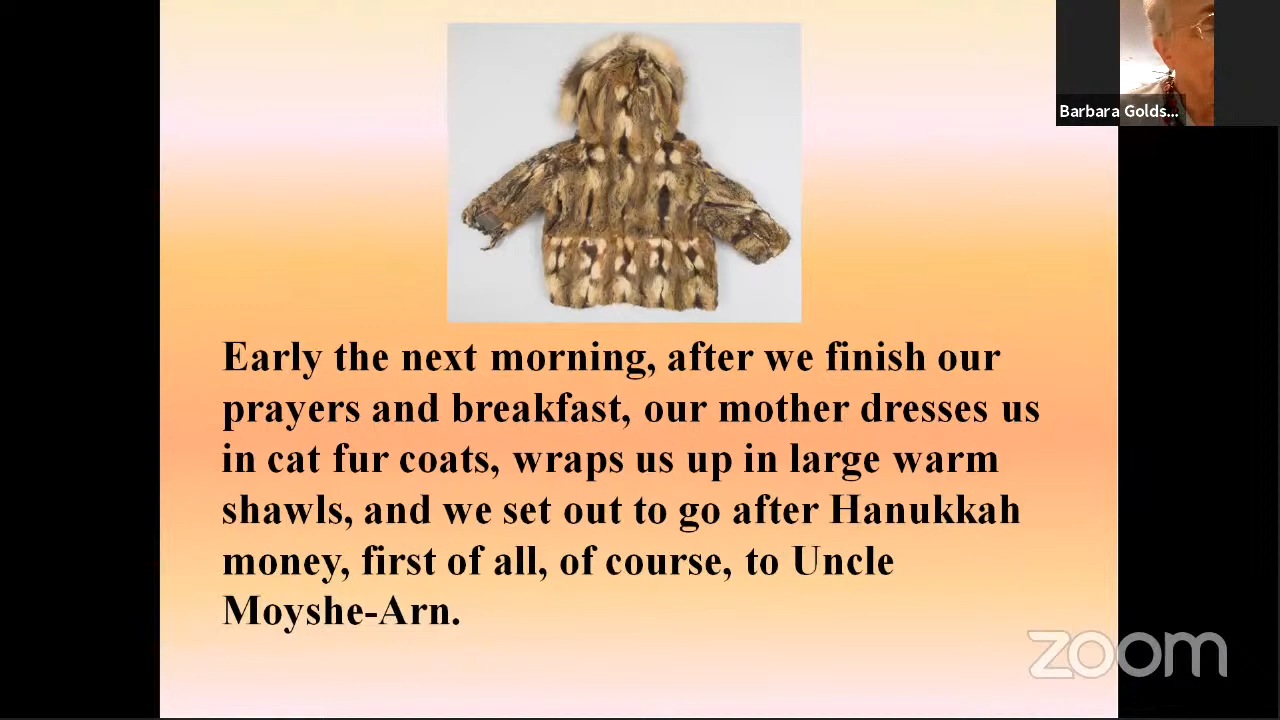 Barbara Golds...
Early the next morning, after we finish our
prayers and breakfast, our mother dresses us
in cat fur coats, wraps us up in large warm
shawls, and we set out to go after Hanukkah
money, first of all, of course, to Uncle
Moyshe-Arn.
zoom